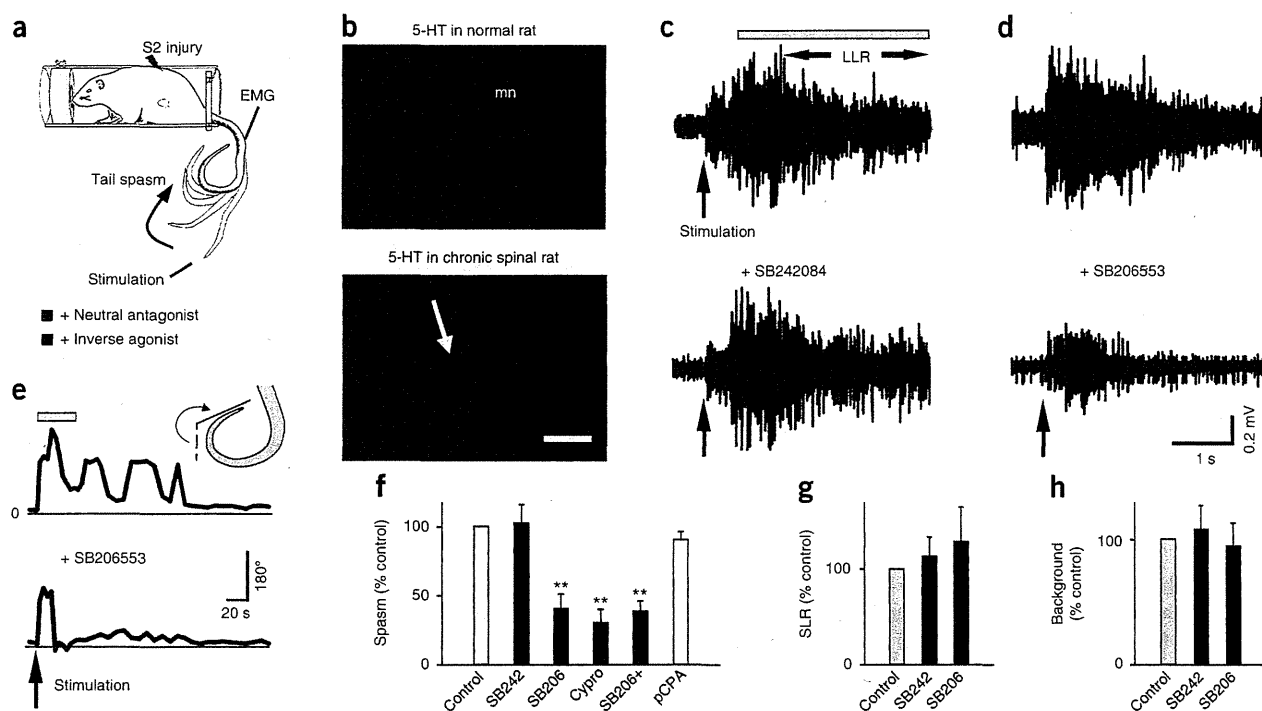 a
S2 injury
EMG
Tail spasm
Stimulation
+ Neutral antagonist
+ Inverse agonist
b
5-HT in normal rat
mn
5-HT in chronic spinal rat
c
LLR
Stimulation
+ SB242084
d
+ SB206553
0.2 mV
1 s
e
0
+ SB206553
180°
20 s
Stimulation
f
Spasm (% control)
100
50
0
**
**
**
Control
SB242
SB206
Cypro
SB206+
pCPA
g
SLR (% control)
100
0
Control
SB242
SB206
h
Background
(% control)
100
0
Control
SB242
SB206